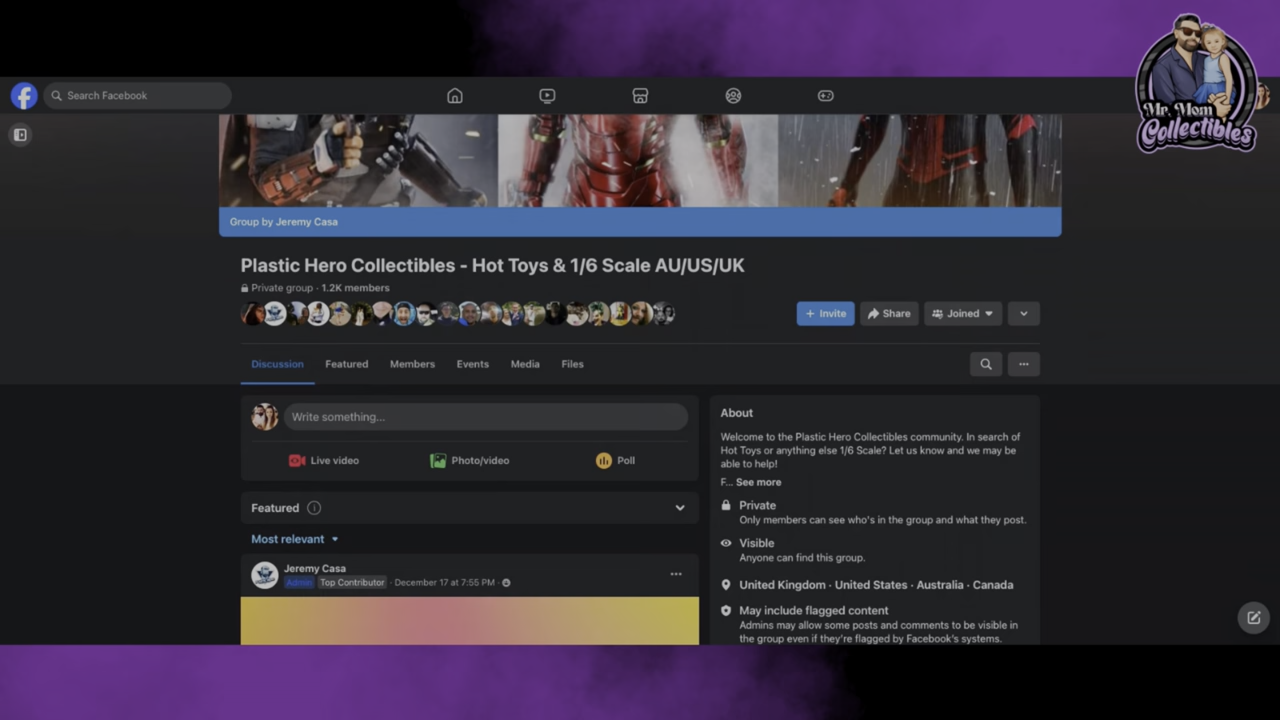 Mr. Mom
Collectibles
Search Facebook
Group by Jeremy Casa
Plastic Hero Collectibles - Hot Toys & 1/6 Scale AU/US/UK
Private group · 1.2K members
+ Invite
Share
Joined
Discussion
Featured
Members
Events
Media
Files
Write something...
Live video
Photo/video
Poll
Featured
Most relevant
Jeremy Casa
Admin Top Contributor · December 17 at 7:55 PM ·
About
Welcome to the Plastic Hero Collectibles community. In search of
Hot Toys or anything else 1/6 Scale? Let us know and we may be
able to help!
F... See more
Private
Only members can see who's in the group and what they post.
Visible
Anyone can find this group.
United Kingdom · United States · Australia · Canada
May include flagged content
Admins may allow some posts and comments to be visible in
the group even if they're flagged by Facebook's systems.